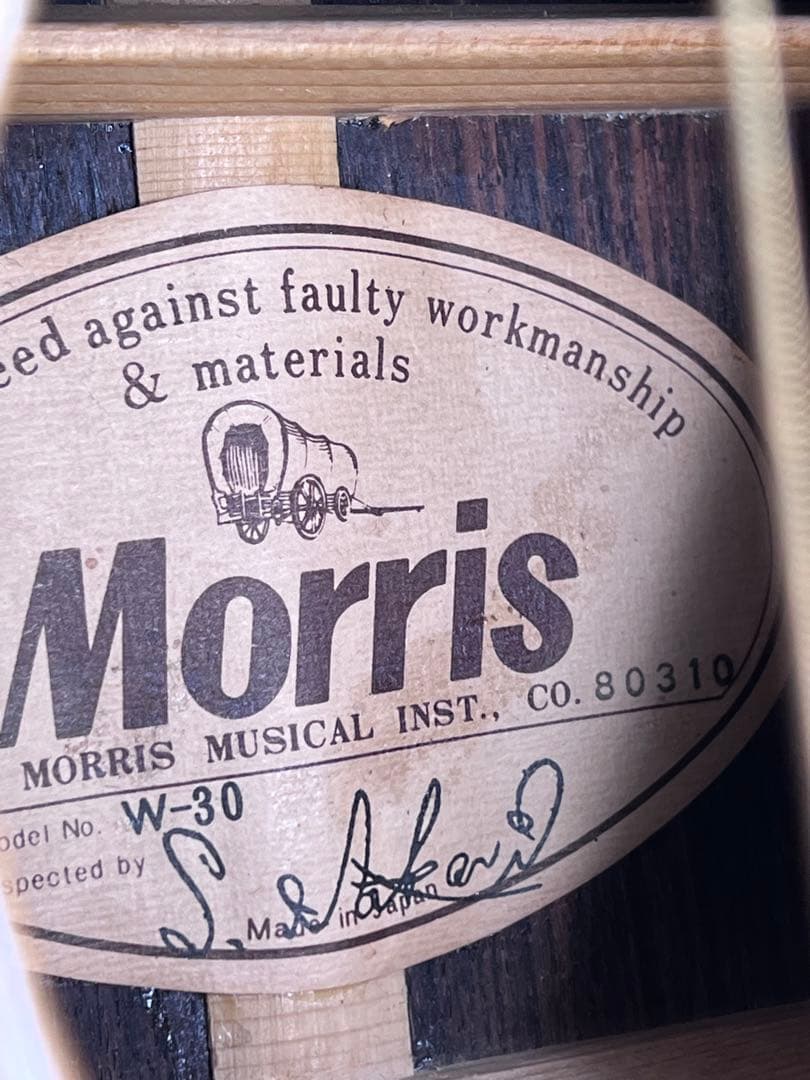 eed against faulty workmanship
& materials
Morris
MORRIS MUSICAL INST., CO. 80310
odel No. W-30
spected by
Made in Japan